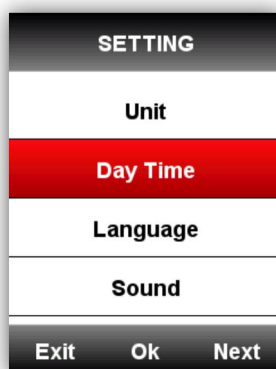 SETTING
Unit
Day Time
Language
Sound
Exit Ok Next